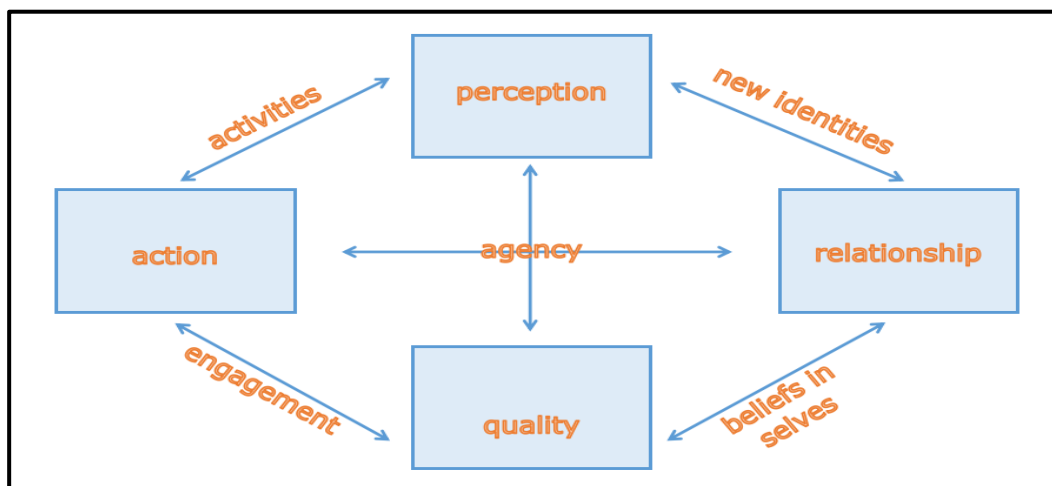 perception
activities
new identities
action
agency
relationship
engagement
quality
beliefs in
selves